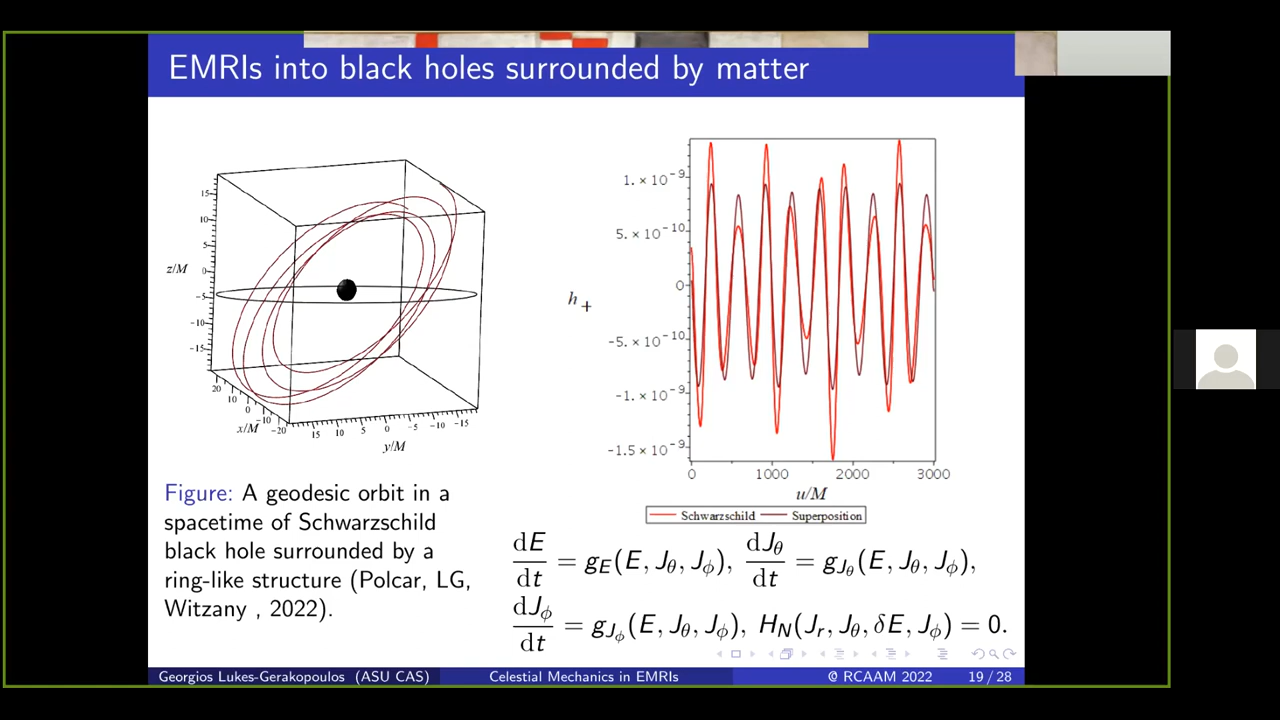 EMRIs into black holes surrounded by matter
15
10
5
0
-5
-10
-15
z/M
20
10
0
-10
-20
x/M
15
10
5
0
-5
-10
-15
y/M
1. × 10⁻⁹
5. × 10⁻¹⁰
0
-5. × 10⁻¹⁰
-1. × 10⁻⁹
-1.5 × 10⁻⁹
h₊
0 1000 2000 3000
u/M
Schwarzschild Superposition
Figure: A geodesic orbit in a
spacetime of Schwarzschild
black hole surrounded by a
ring-like structure (Polcar, LG,
Witzany , 2022).
dE/dt = g_E(E, J_θ, J_ϕ), dJ_θ/dt = g_{J_θ}(E, J_θ, J_ϕ),
dJ_ϕ/dt = g_{J_ϕ}(E, J_θ, J_ϕ), H_N(J_r, J_θ, δE, J_ϕ) = 0.
Georgios Lukes-Gerakopoulos (ASU CAS) Celestial Mechanics in EMRIs @ RCAAM 2022 19 / 28